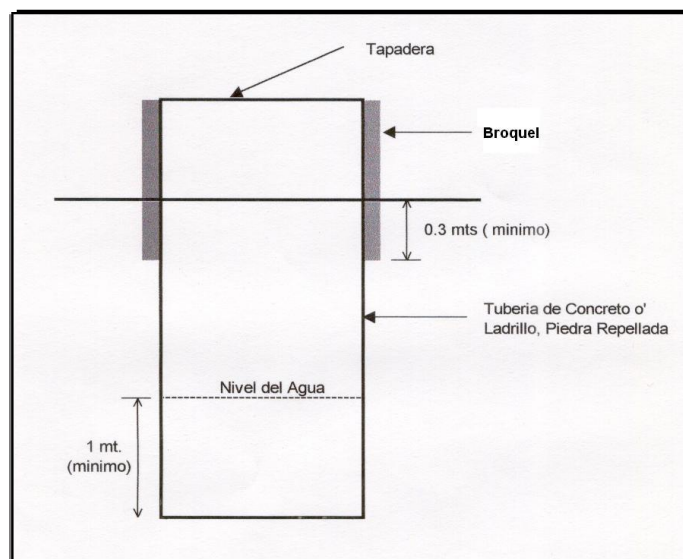 Tapadera
Broquel
0.3 mts ( minimo)
Tuberia de Concreto o'
Ladrillo, Piedra Repellada
Nivel del Agua
1 mt.
(minimo)